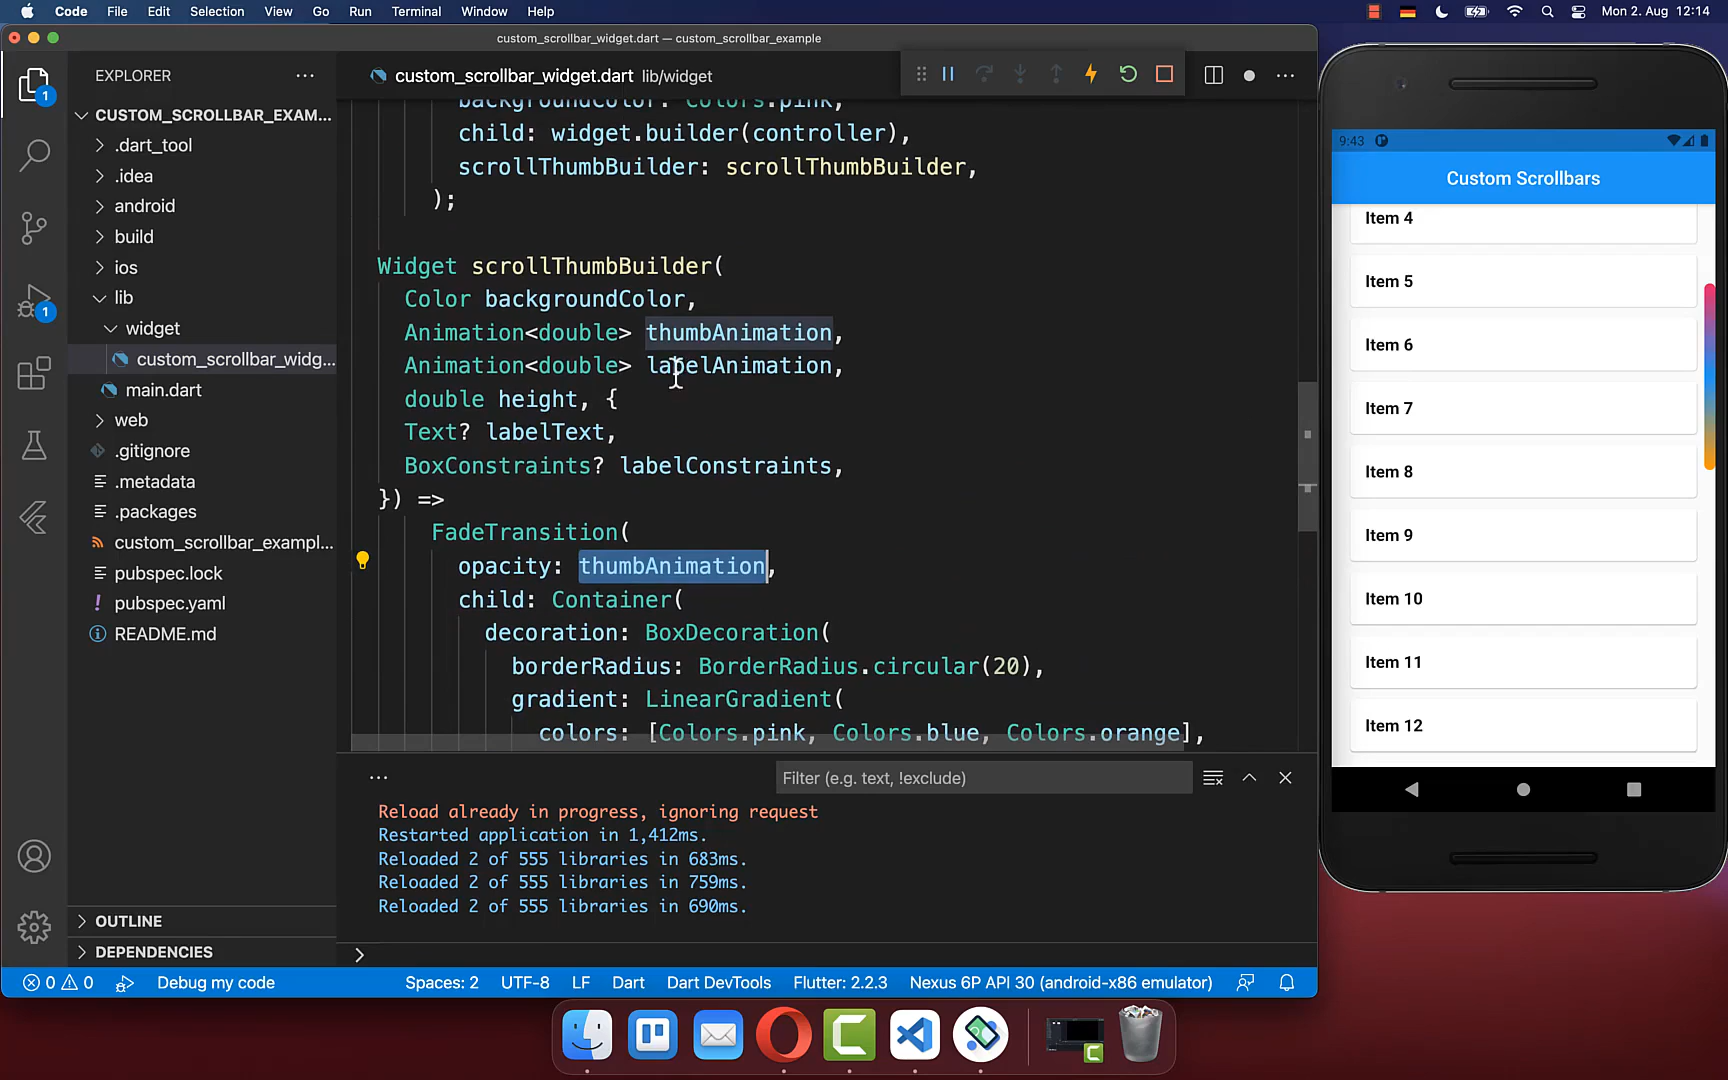 Code File Edit Selection View Go Run Terminal Window Help
Mon 2. Aug 12:14
custom_scrollbar_widget.dart — custom_scrollbar_example
EXPLORER
custom_scrollbar_widget.dart lib/widget
1
CUSTOM_SCROLLBAR_EXAM...
.dart_tool
.idea
android
build
ios
lib
widget
custom_scrollbar_widg...
main.dart
web
.gitignore
.metadata
.packages
custom_scrollbar_exampl...
pubspec.lock
! pubspec.yaml
README.md
1
OUTLINE
DEPENDENCIES
backgroundColor: Colors.pink,
child: widget.builder(controller),
scrollThumbBuilder: scrollThumbBuilder,
);
Widget scrollThumbBuilder(
Color backgroundColor,
Animation<double> thumbAnimation,
Animation<double> labelAnimation,
double height, {
Text? labelText,
BoxConstraints? labelConstraints,
}) =>
FadeTransition(
opacity: thumbAnimation,
child: Container(
decoration: BoxDecoration(
borderRadius: BorderRadius.circular(20),
gradient: LinearGradient(
colors: [Colors.pink, Colors.blue, Colors.orange],
Filter (e.g. text, !exclude)
Reload already in progress, ignoring request
Restarted application in 1,412ms.
Reloaded 2 of 555 libraries in 683ms.
Reloaded 2 of 555 libraries in 759ms.
Reloaded 2 of 555 libraries in 690ms.
0 0 Debug my code Spaces: 2 UTF-8 LF Dart Dart DevTools Flutter: 2.2.3 Nexus 6P API 30 (android-x86 emulator)
9:43
Custom Scrollbars
Item 4
Item 5
Item 6
Item 7
Item 8
Item 9
Item 10
Item 11
Item 12